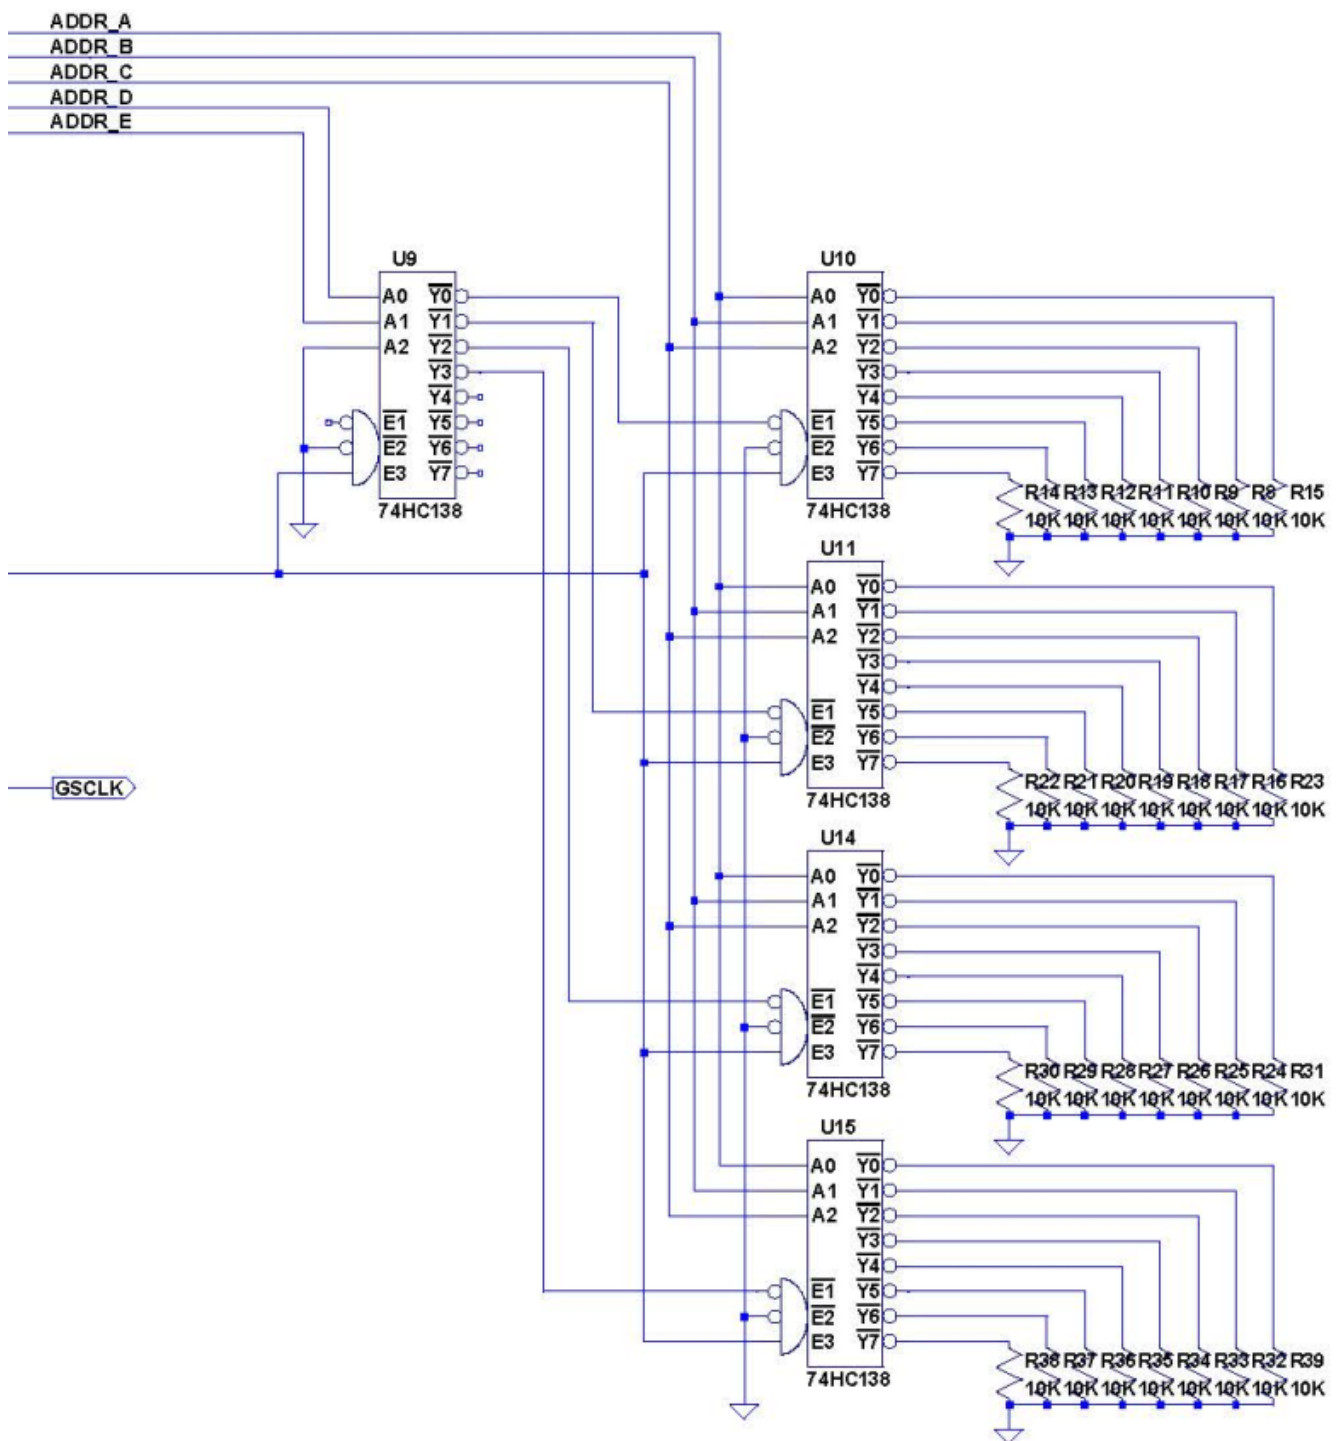 ADDR_A
ADDR_B
ADDR_C
ADDR_D
ADDR_E
U9
A0 Y0
A1 Y1
A2 Y2
Y3
Y4
E1 Y5
E2 Y6
E3 Y7
74HC138
U10
A0 Y0
A1 Y1
A2 Y2
Y3
Y4
E1 Y5
E2 Y6
E3 Y7
74HC138
R14 R13 R12 R11 R10 R9 R8 R15
10K 10K 10K 10K 10K 10K 10K 10K
U11
A0 Y0
A1 Y1
A2 Y2
Y3
Y4
E1 Y5
E2 Y6
E3 Y7
74HC138
R22 R21 R20 R19 R18 R17 R16 R23
10K 10K 10K 10K 10K 10K 10K 10K
GSCLK
U14
A0 Y0
A1 Y1
A2 Y2
Y3
Y4
E1 Y5
E2 Y6
E3 Y7
74HC138
R30 R29 R28 R27 R26 R25 R24 R31
10K 10K 10K 10K 10K 10K 10K 10K
U15
A0 Y0
A1 Y1
A2 Y2
Y3
Y4
E1 Y5
E2 Y6
E3 Y7
74HC138
R38 R37 R36 R35 R34 R33 R32 R39
10K 10K 10K 10K 10K 10K 10K 10K